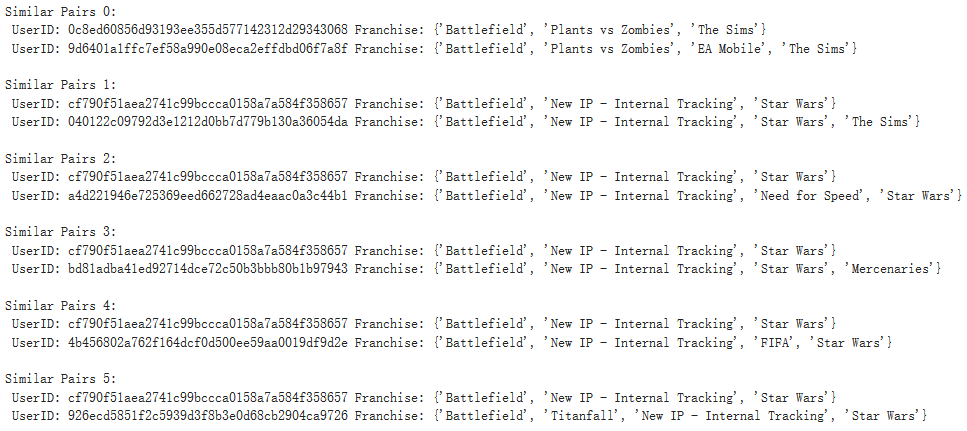 Similar Pairs 0:
UserID: 0c8ed60856d93193ee355d577142312d29343068 Franchise: {'Battlefield', 'Plants vs Zombies', 'The Sims'}
UserID: 9d6401a1ffc7ef58a990e08eca2effdbd06f7a8f Franchise: {'Battlefield', 'Plants vs Zombies', 'EA Mobile', 'The Sims'}
Similar Pairs 1:
UserID: cf790f51aea2741c99bccca0158a7a584f358657 Franchise: {'Battlefield', 'New IP - Internal Tracking', 'Star Wars'}
UserID: 040122c09792d3e1212d0bb7d779b130a36054da Franchise: {'Battlefield', 'New IP - Internal Tracking', 'Star Wars', 'The Sims'}
Similar Pairs 2:
UserID: cf790f51aea2741c99bccca0158a7a584f358657 Franchise: {'Battlefield', 'New IP - Internal Tracking', 'Star Wars'}
UserID: a4d221946e725369eed662728ad4eaac0a3c44b1 Franchise: {'Battlefield', 'New IP - Internal Tracking', 'Need for Speed', 'Star Wars'}
Similar Pairs 3:
UserID: cf790f51aea2741c99bccca0158a7a584f358657 Franchise: {'Battlefield', 'New IP - Internal Tracking', 'Star Wars'}
UserID: bd81adba41ed92714dce72c50b3bbb80b1b97943 Franchise: {'Battlefield', 'New IP - Internal Tracking', 'Star Wars', 'Mercenaries'}
Similar Pairs 4:
UserID: cf790f51aea2741c99bccca0158a7a584f358657 Franchise: {'Battlefield', 'New IP - Internal Tracking', 'Star Wars'}
UserID: 4b456802a762f164dcf0d500ee59aa0019df9d2e Franchise: {'Battlefield', 'New IP - Internal Tracking', 'FIFA', 'Star Wars'}
Similar Pairs 5:
UserID: cf790f51aea2741c99bccca0158a7a584f358657 Franchise: {'Battlefield', 'New IP - Internal Tracking', 'Star Wars'}
UserID: 926ecd5851f2c5939d3f8b3e0d68cb2904ca9726 Franchise: {'Battlefield', 'Titanfall', 'New IP - Internal Tracking', 'Star Wars'}